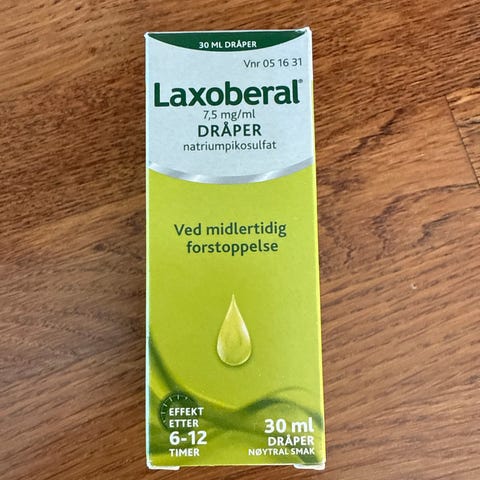 30 ML DRÅPER
Vnr 05 16 31
Laxoberal®
7,5 mg/ml
DRÅPER
natriumpikosulfat
Ved midlertidig
forstoppelse
EFFEKT
ETTER
6-12
TIMER
30 ml
DRÅPER
NØYTRAL SMAK